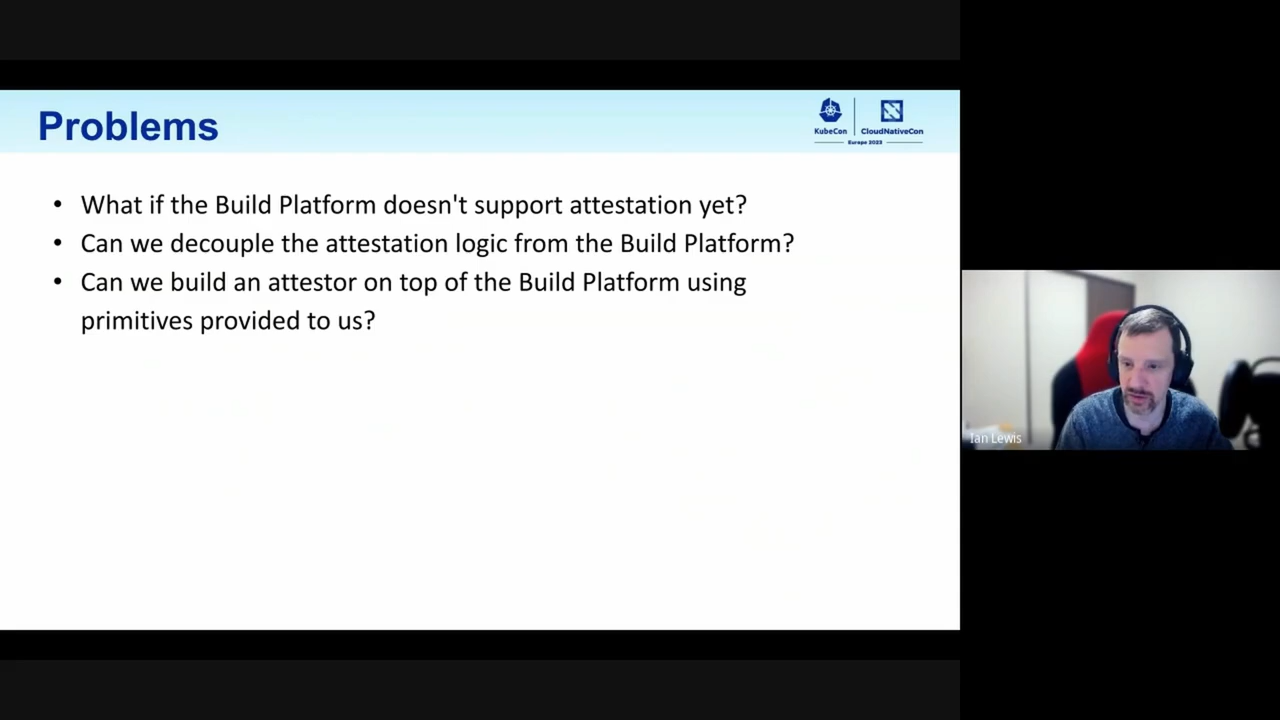 Problems
KubeCon
CloudNativeCon
Europe 2023
• What if the Build Platform doesn't support attestation yet?
• Can we decouple the attestation logic from the Build Platform?
• Can we build an attestor on top of the Build Platform using
primitives provided to us?
Ian Lewis